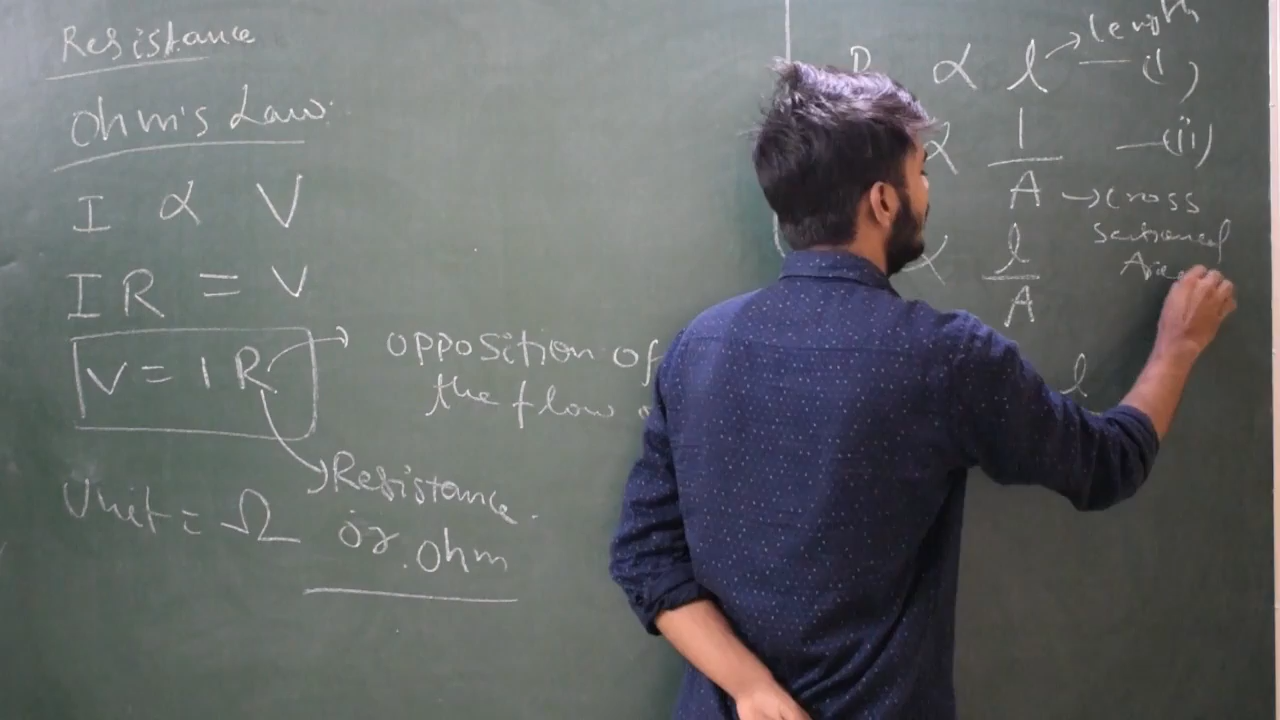 Resistance
Ohm's Law
I ∝ V
IR = V
V = IR → opposition of
the flow
Resistance
Unit = Ω or ohm
∝ l → length
— (i)
∝ 1/A — (ii)
→ cross
sectional
Area
∝ l/A
l